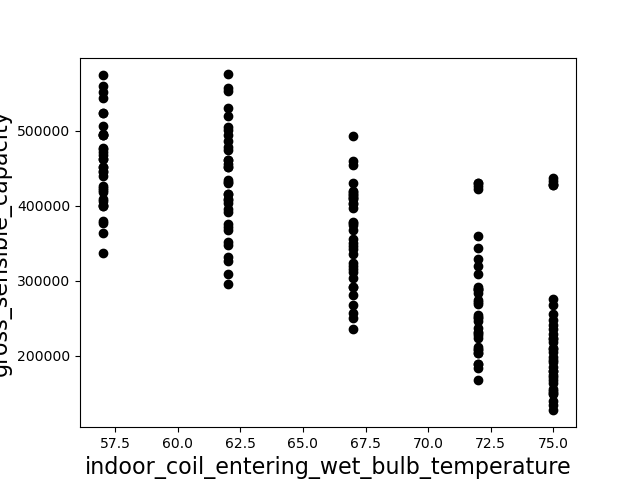 gross_sensible_capacity
500000
400000
300000
200000
57.5 60.0 62.5 65.0 67.5 70.0 72.5 75.0
indoor_coil_entering_wet_bulb_temperature